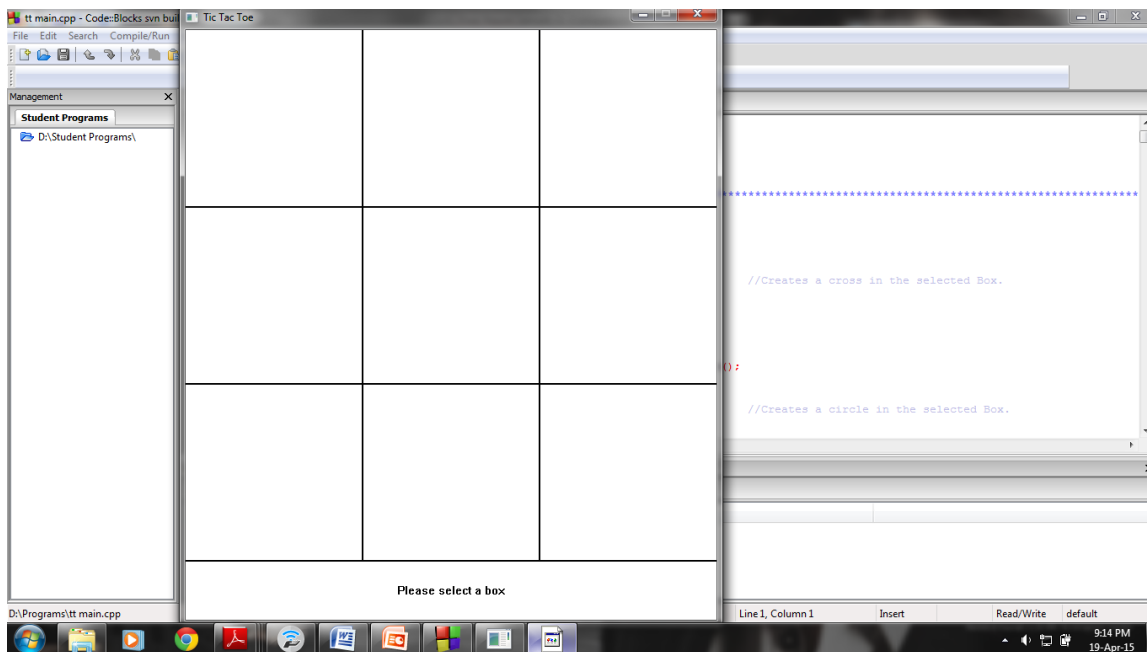 tt main.cpp - Code::Blocks svn buil
Tic Tac Toe
File Edit Search Compile/Run
Management
Student Programs
D:\Student Programs\
********************************************************************
//Creates a cross in the selected Box.
();
//Creates a circle in the selected Box.
Please select a box
D:\Programs\tt main.cpp
Line 1, Column 1
Insert
Read/Write
default
9:14 PM
19-Apr-15